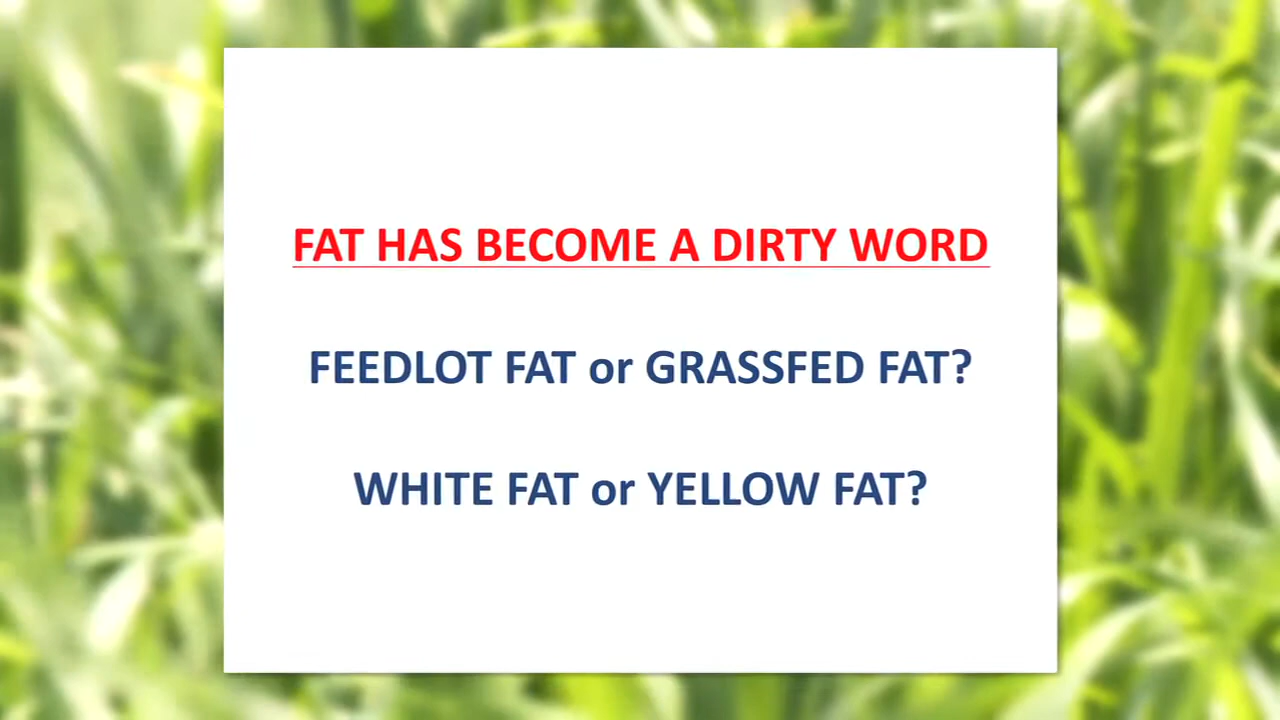 FAT HAS BECOME A DIRTY WORD
FEEDLOT FAT or GRASSFED FAT?
WHITE FAT or YELLOW FAT?